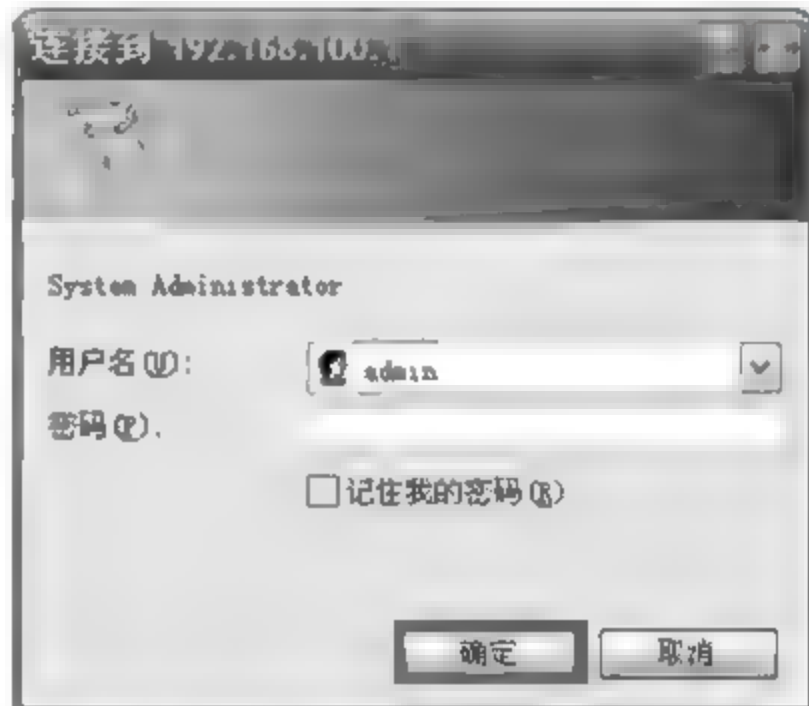 连接到 192.168.100.
System Administrator
用户名(U):
admin
密码(P).
记住我的密码(R)
确定
取消